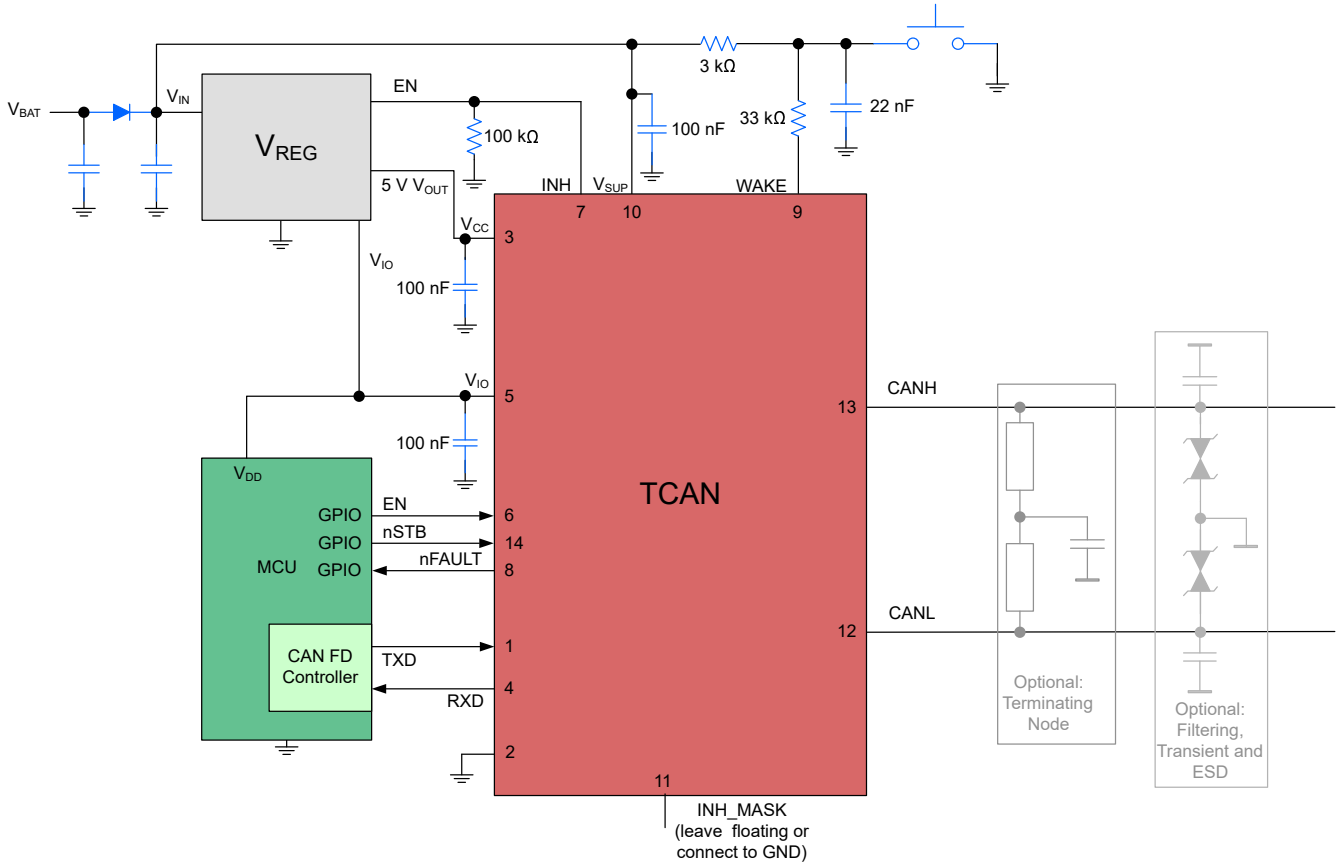 3 kΩ
EN
V_IN
V_BAT
22 nF
33 kΩ
100 nF
100 kΩ
V_REG
5 V V_OUT
INH
V_SUP
WAKE
7
10
9
V_CC
3
V_IO
100 nF
V_IO
5
CANH
13
100 nF
V_DD
TCAN
GPIO
EN
6
GPIO
nSTB
14
MCU
GPIO
nFAULT
8
CANL
12
CAN FD
Controller
TXD
1
RXD
4
Optional:
Terminating
Node
Optional:
Filtering,
Transient and
ESD
2
11
INH_MASK
(leave floating or
connect to GND)